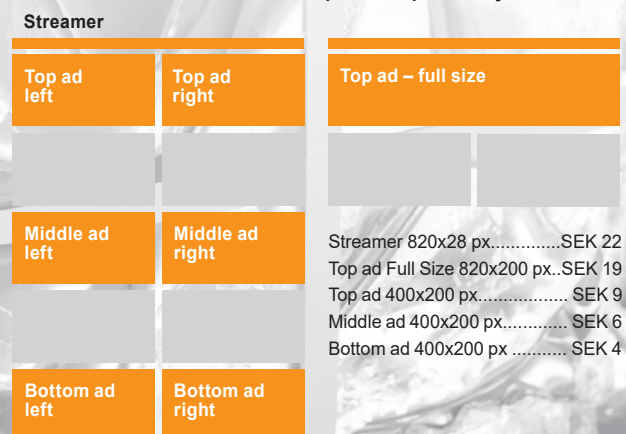 Streamer
Top ad
left
Top ad
right
Middle ad
left
Middle ad
right
Bottom ad
left
Bottom ad
right
Top ad – full size
Streamer 820x28 px..............SEK 22
Top ad Full Size 820x200 px..SEK 19
Top ad 400x200 px.................. SEK 9
Middle ad 400x200 px............. SEK 6
Bottom ad 400x200 px ........... SEK 4